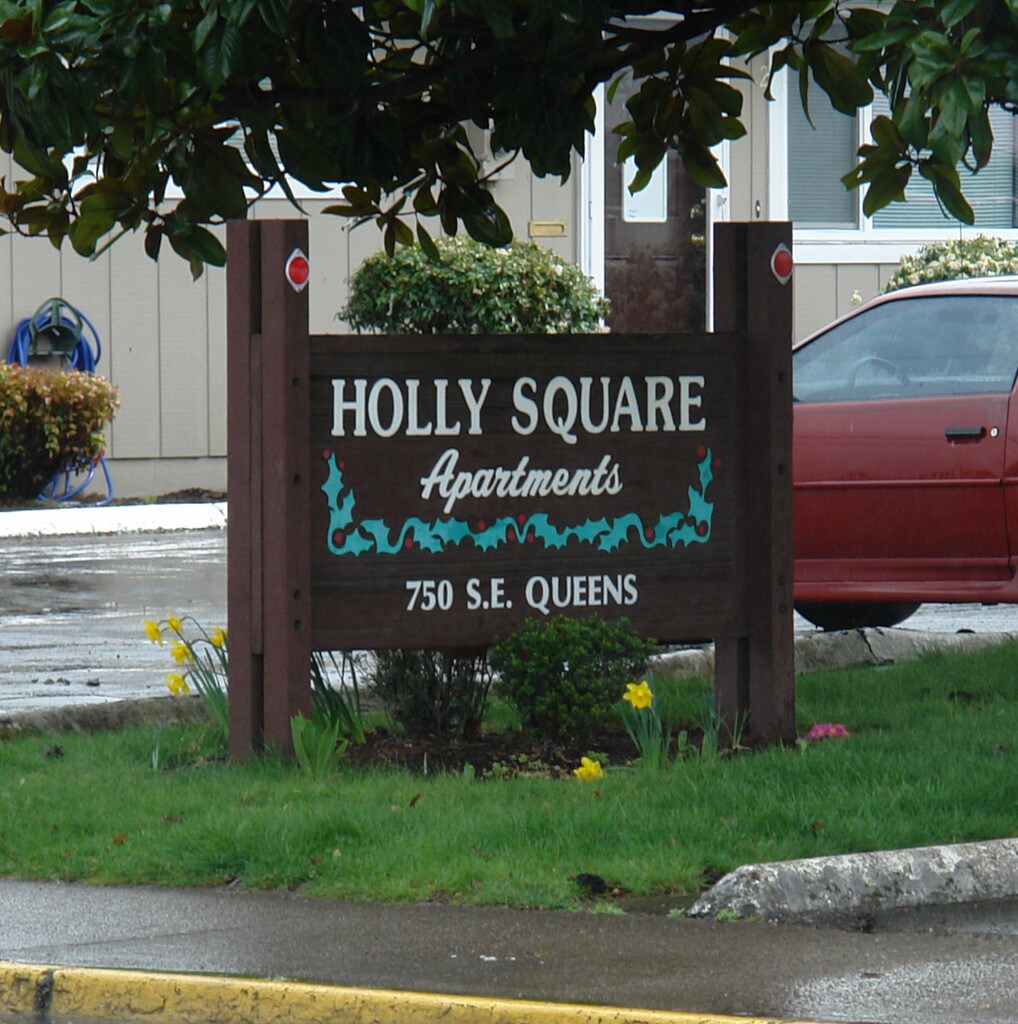 HOLLY SQUARE
Apartments
750 S.E. QUEENS